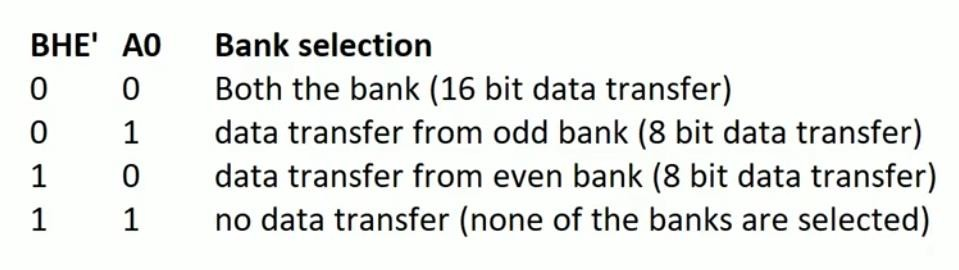 BHE' A0 Bank selection
0 0 Both the bank (16 bit data transfer)
0 1 data transfer from odd bank (8 bit data transfer)
1 0 data transfer from even bank (8 bit data transfer)
1 1 no data transfer (none of the banks are selected)